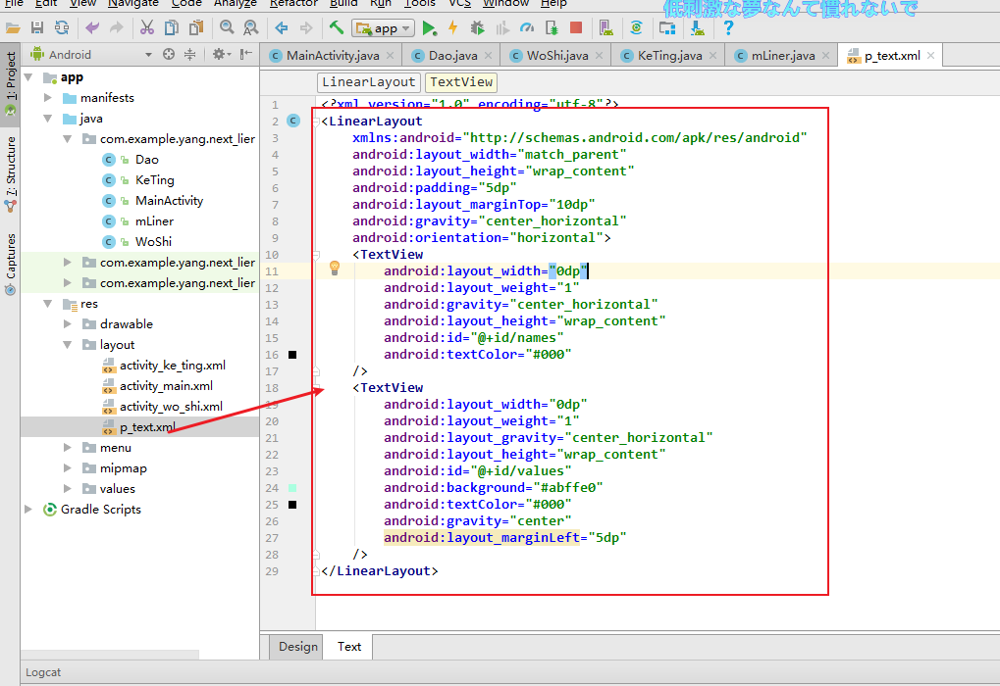 File Edit View Navigate Code Analyze Refactor Build Run Tools VCS Window Help
低刺激な夢なんて慣れないで
app
1: Project
Android
MainActivity.java
Dao.java
WoShi.java
KeTing.java
mLiner.java
p_text.xml
app
manifests
java
com.example.yang.next_lier
Dao
KeTing
MainActivity
mLiner
WoShi
com.example.yang.next_lier
com.example.yang.next_lier
res
drawable
layout
activity_ke_ting.xml
activity_main.xml
activity_wo_shi.xml
p_text.xml
menu
mipmap
values
Gradle Scripts
7: Structure
Captures
LinearLayout TextView
1 <?xml version="1.0" encoding="utf-8"?>
2 <LinearLayout
3 xmlns:android="http://schemas.android.com/apk/res/android"
4 android:layout_width="match_parent"
5 android:layout_height="wrap_content"
6 android:padding="5dp"
7 android:layout_marginTop="10dp"
8 android:gravity="center_horizontal"
9 android:orientation="horizontal">
10 <TextView
11 android:layout_width="0dp"
12 android:layout_weight="1"
13 android:gravity="center_horizontal"
14 android:layout_height="wrap_content"
15 android:id="@+id/names"
16 android:textColor="#000"
17 />
18 <TextView
19 android:layout_width="0dp"
20 android:layout_weight="1"
21 android:layout_gravity="center_horizontal"
22 android:layout_height="wrap_content"
23 android:id="@+id/values"
24 android:background="#abffe0"
25 android:textColor="#000"
26 android:gravity="center"
27 android:layout_marginLeft="5dp"
28 />
29 </LinearLayout>
Design Text
Logcat